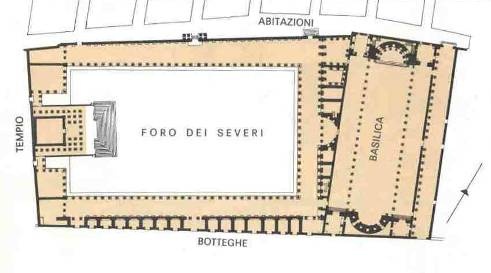 ABITAZIONI
TEMPIO
FORO DEI SEVERI
BASILICA
BOTTEGHE